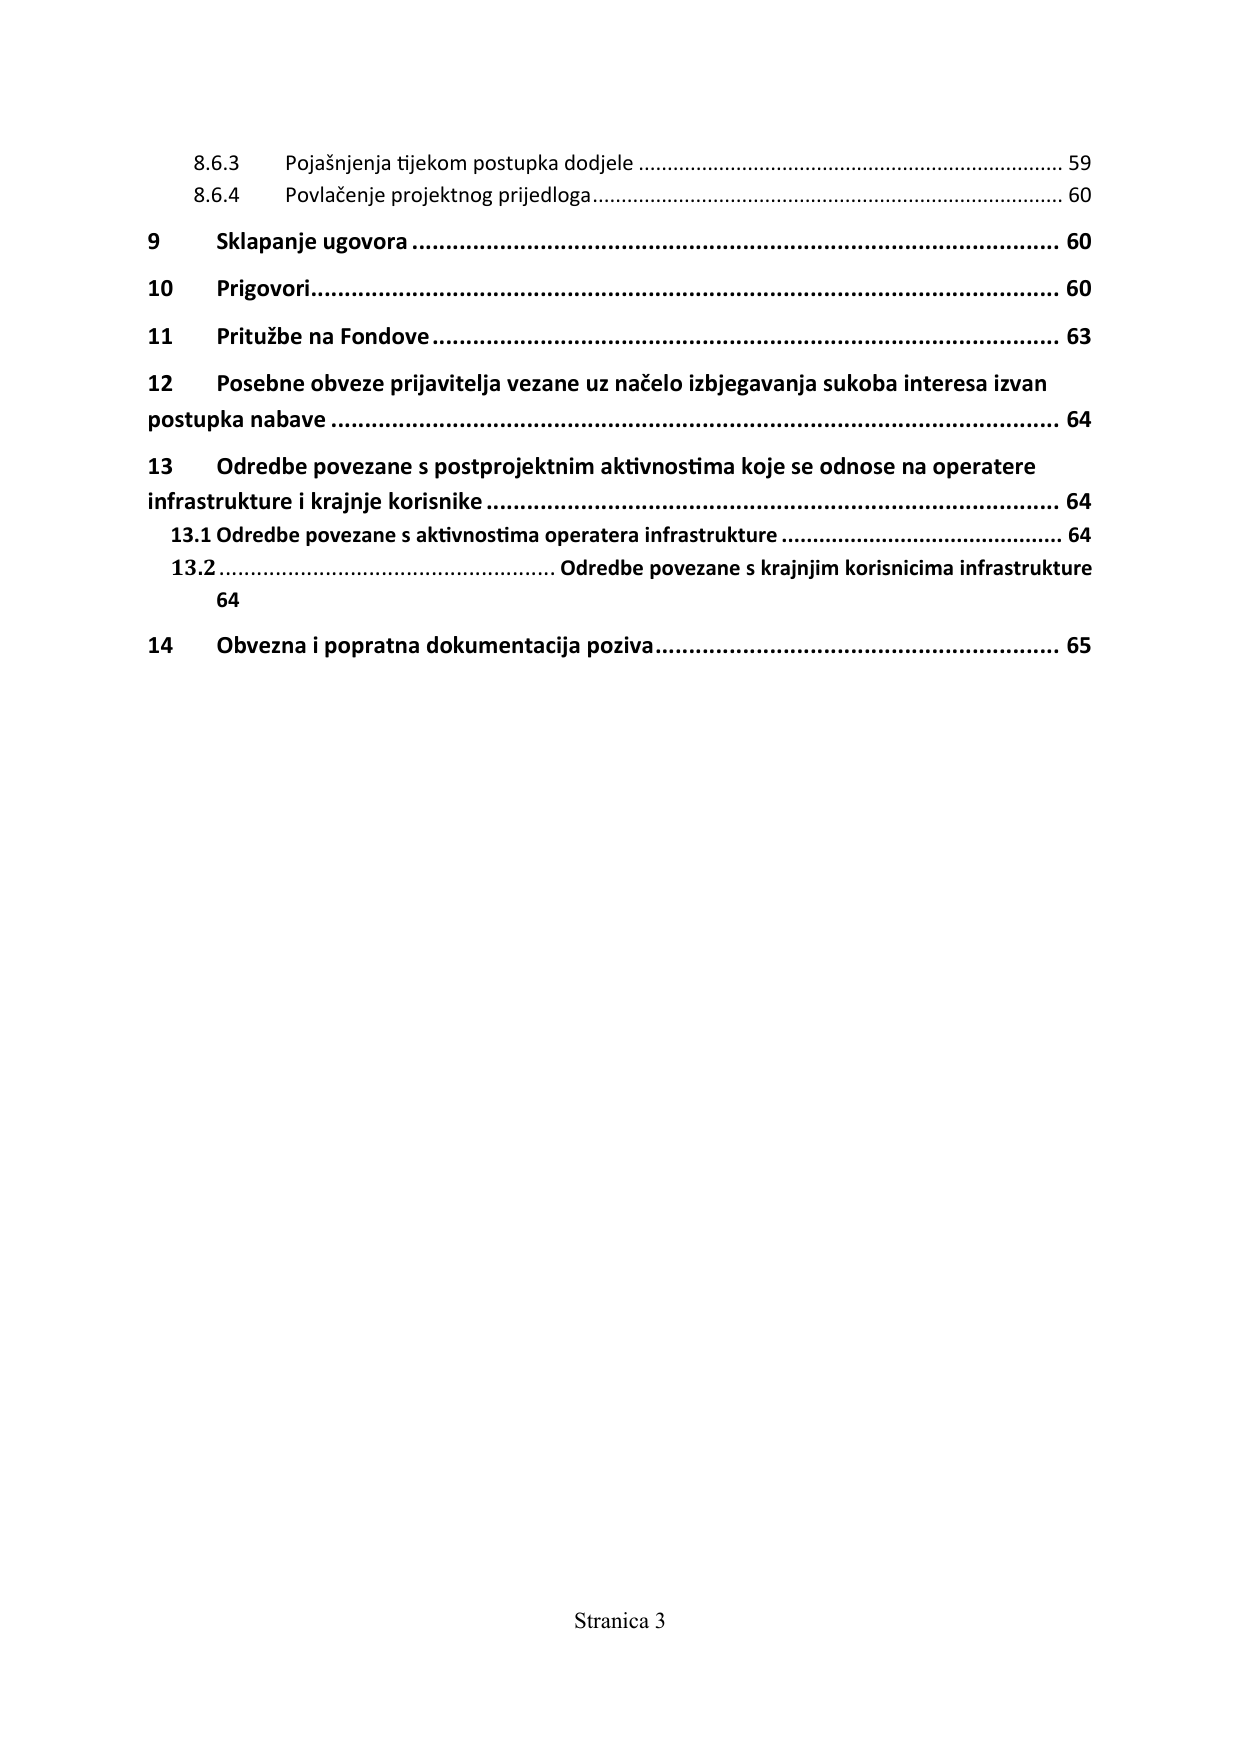 8.6.3 Pojašnjenja tijekom postupka dodjele .......................................................................... 59
8.6.4 Povlačenje projektnog prijedloga.................................................................................. 60
9 Sklapanje ugovora ................................................................................................ 60
10 Prigovori............................................................................................................... 60
11 Pritužbe na Fondove ............................................................................................. 63
12 Posebne obveze prijavitelja vezane uz načelo izbjegavanja sukoba interesa izvan
postupka nabave ............................................................................................................. 64
13 Odredbe povezane s postprojektnim aktivnostima koje se odnose na operatere
infrastrukture i krajnje korisnike ..................................................................................... 64
13.1 Odredbe povezane s aktivnostima operatera infrastrukture ............................................. 64
13.2 ...................................................... Odredbe povezane s krajnjim korisnicima infrastrukture
64
14 Obvezna i popratna dokumentacija poziva............................................................ 65
Stranica 3